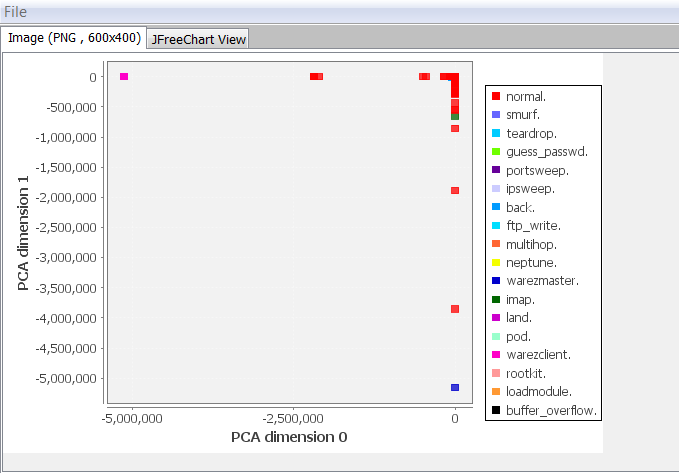 File
Image (PNG , 600x400)
JFreeChart View
PCA dimension 1
0
-500,000
-1,000,000
-1,500,000
-2,000,000
-2,500,000
-3,000,000
-3,500,000
-4,000,000
-4,500,000
-5,000,000
-5,000,000
-2,500,000
0
PCA dimension 0
normal.
smurf.
teardrop.
guess_passwd.
portsweep.
ipsweep.
back.
ftp_write.
multihop.
neptune.
warezmaster.
imap.
land.
pod.
warezclient.
rootkit.
loadmodule.
buffer_overflow.